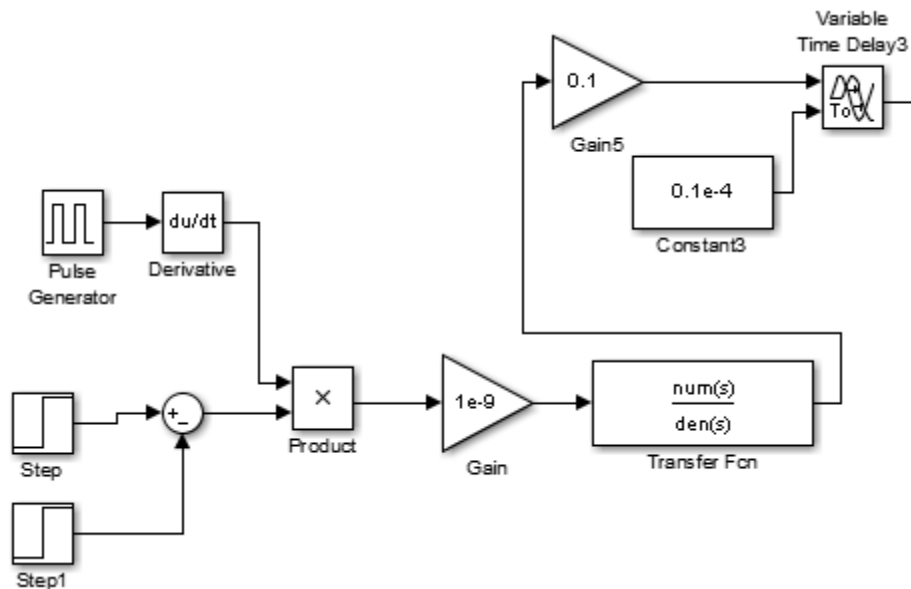 Variable
Time Delay3
0.1
To
Gain5
0.1e-4
Constant3
du/dt
Pulse
Generator
Derivative
+
-
×
Product
1e-9
Gain
num(s)
den(s)
Transfer Fcn
Step
Step1